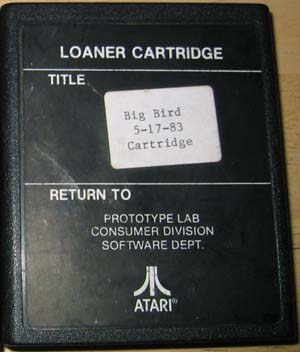 LOANER CARTRIDGE
TITLE
Big Bird
5-17-83
Cartridge
RETURN TO
PROTOTYPE LAB
CONSUMER DIVISION
SOFTWARE DEPT.
ATARI®